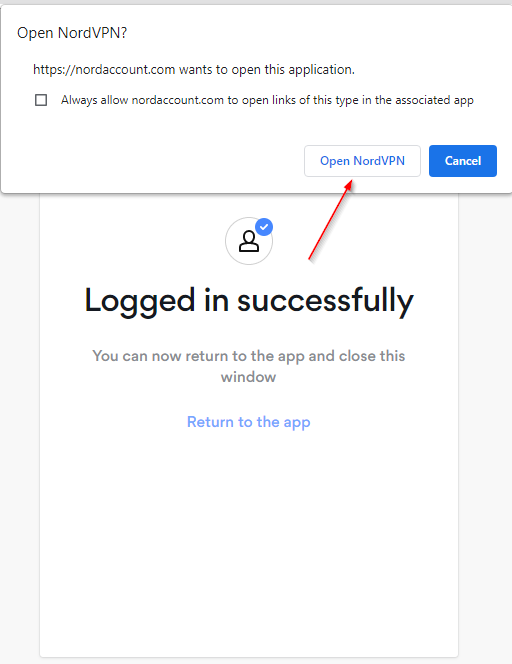 Open NordVPN?
https://nordaccount.com wants to open this application.
Always allow nordaccount.com to open links of this type in the associated app
Open NordVPN
Cancel
Logged in successfully
You can now return to the app and close this
window
Return to the app